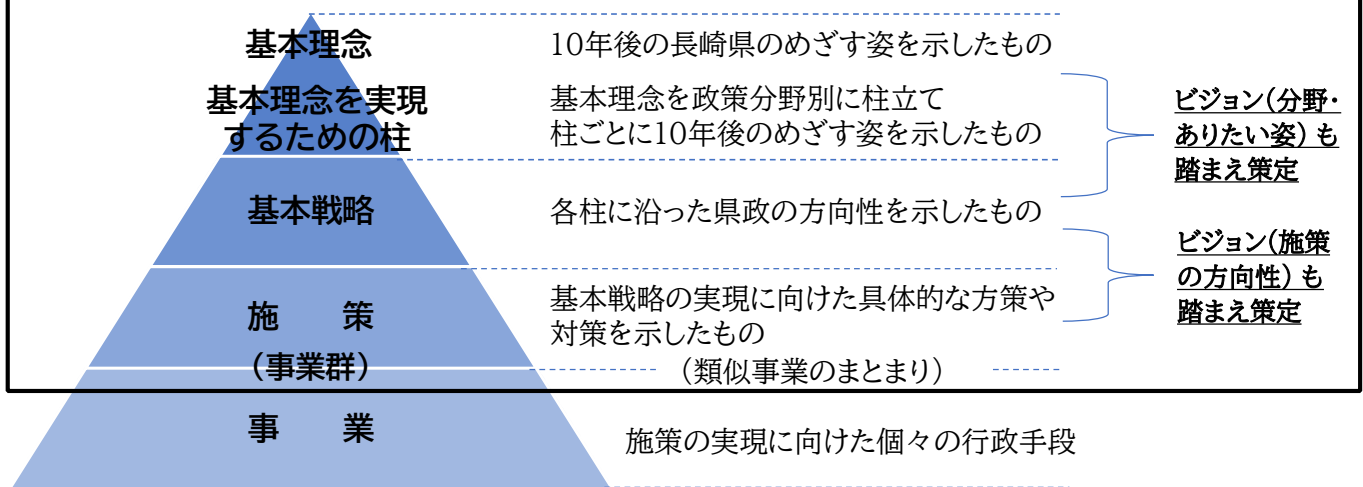 基本理念
10年後の長崎県のめざす姿を示したもの
基本理念を実現
するための柱
基本理念を政策分野別に柱立て
柱ごとに10年後のめざす姿を示したもの
ビジョン(分野・
ありたい姿)も
踏まえ策定
基本戦略
各柱に沿った県政の方向性を示したもの
ビジョン(施策
の方向性)も
踏まえ策定
施　　策
基本戦略の実現に向けた具体的な方策や
対策を示したもの
（事業群）
（類似事業のまとまり）
事　　業
施策の実現に向けた個々の行政手段